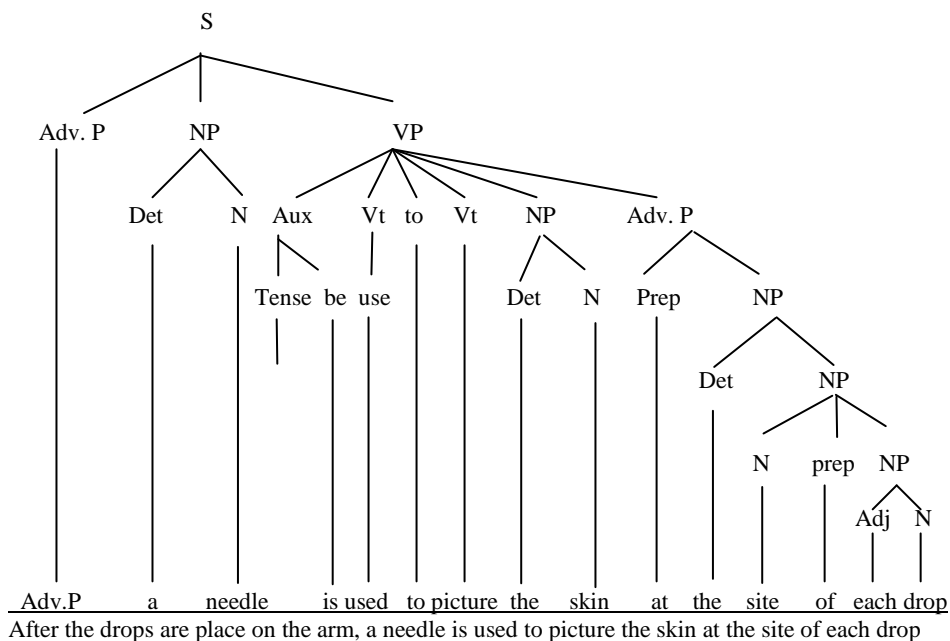 S
Adv. P NP VP
Det N Aux Vt to Vt NP Adv. P
Tense be use Det N Prep NP
Det NP
N prep NP
Adj N
Adv.P a needle is used to picture the skin at the site of each drop
After the drops are place on the arm, a needle is used to picture the skin at the site of each drop